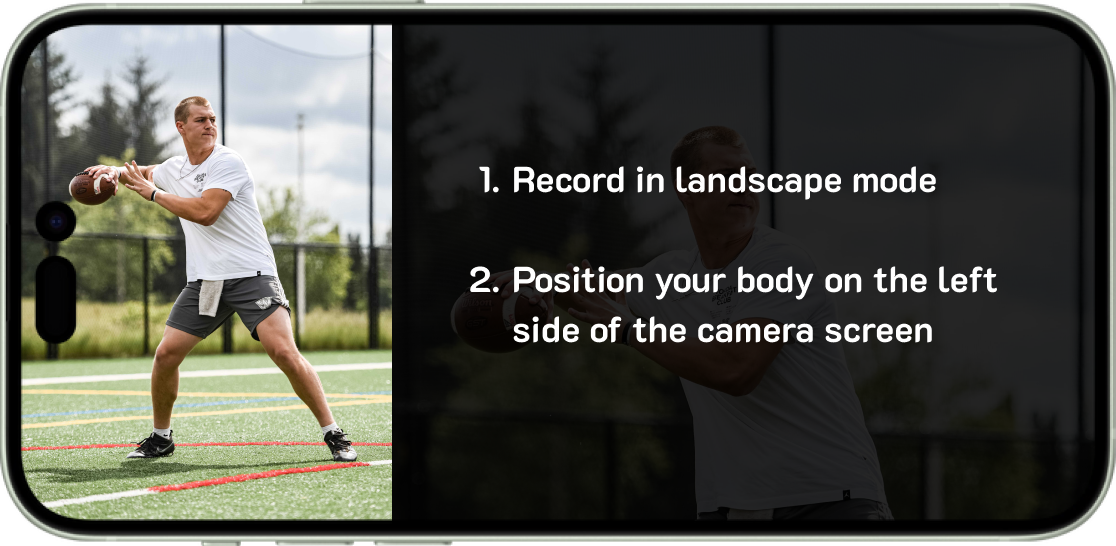 1. Record in landscape mode
2. Position your body on the left
side of the camera screen